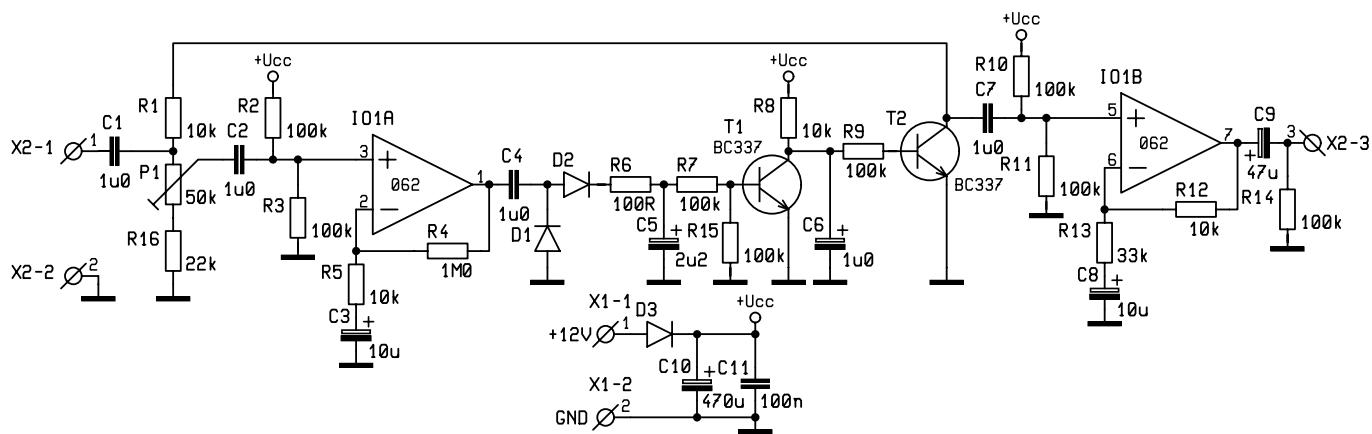 +Ucc
R1
10k
X2-1
1
C1
1u0
P1
50k
R16
22k
X2-2
2
+Ucc
R2
100k
C2
1u0
R3
100k
IO1A
3
+
062
2
−
1
R4
1M0
R5
10k
C3
+
10u
C4
1u0
D1
D2
R6
100R
C5
+
2u2
R7
100k
R15
100k
T1
BC337
+Ucc
R8
10k
C6
+
1u0
R9
100k
T2
BC337
C7
1u0
+Ucc
R10
100k
R11
100k
IO1B
5
+
062
6
−
7
R12
10k
R13
33k
C8
+
10u
C9
+
47u
R14
100k
3
X2-3
X1-1
+12V
1
D3
+Ucc
C10
+
470u
C11
100n
X1-2
GND
2